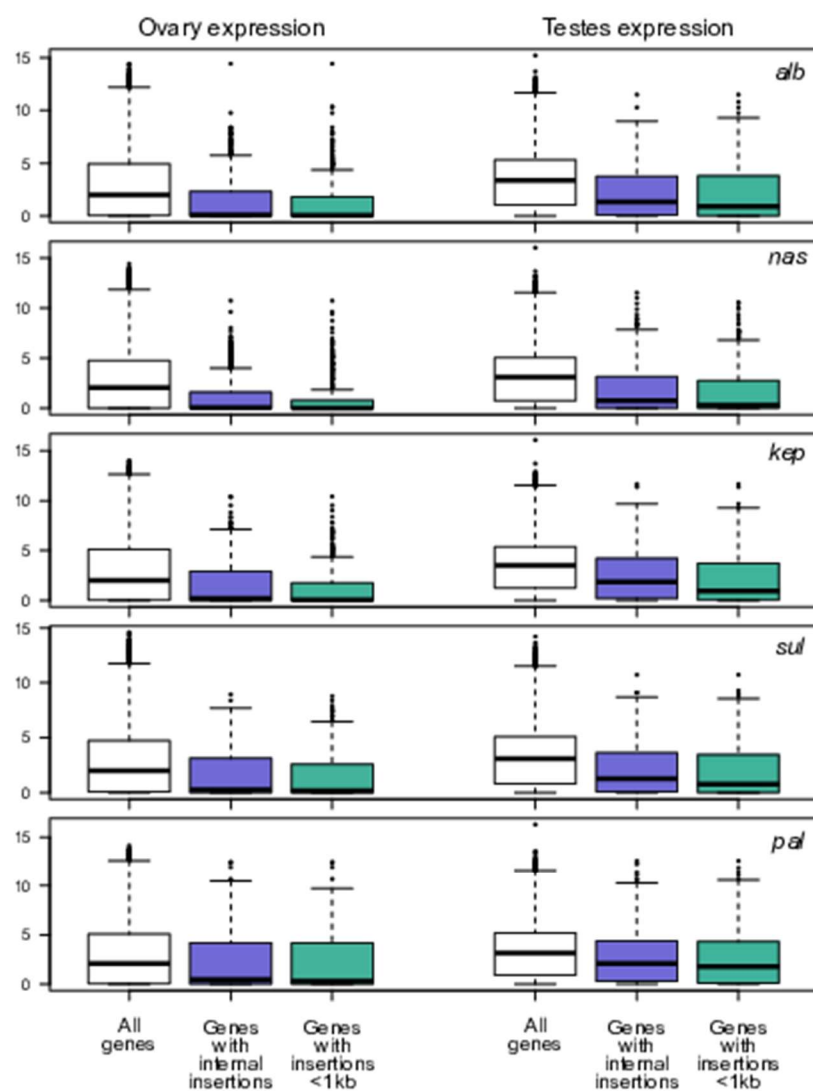 Ovary expression Testes expression
15
alb
10
5
0
15
nas
10
5
0
15
kep
10
5
0
15
sul
10
5
0
15
pal
10
5
0
All genes
Genes with internal insertions
Genes with insertions <1kb
All genes
Genes with internal insertions
Genes with insertions <1kb